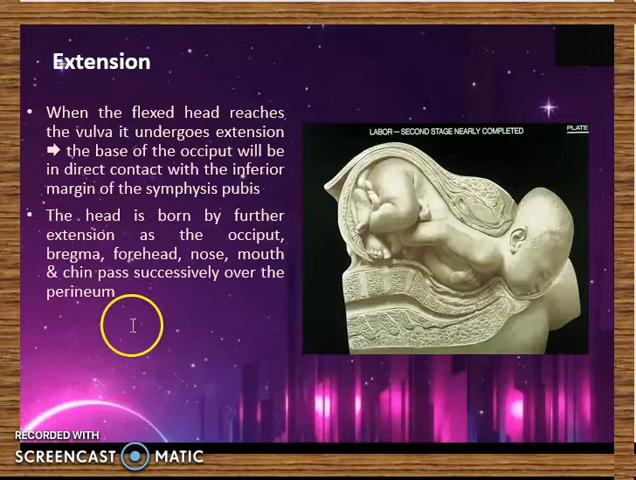 Extension
• When the flexed head reaches
the vulva it undergoes extension
➡ the base of the occiput will be
in direct contact with the inferior
margin of the symphysis pubis
• The head is born by further
extension as the occiput,
bregma, forehead, nose, mouth
& chin pass successively over the
perineum
LABOR—SECOND STAGE NEARLY COMPLETED
PLATE
RECORDED WITH
SCREENCAST MATIC